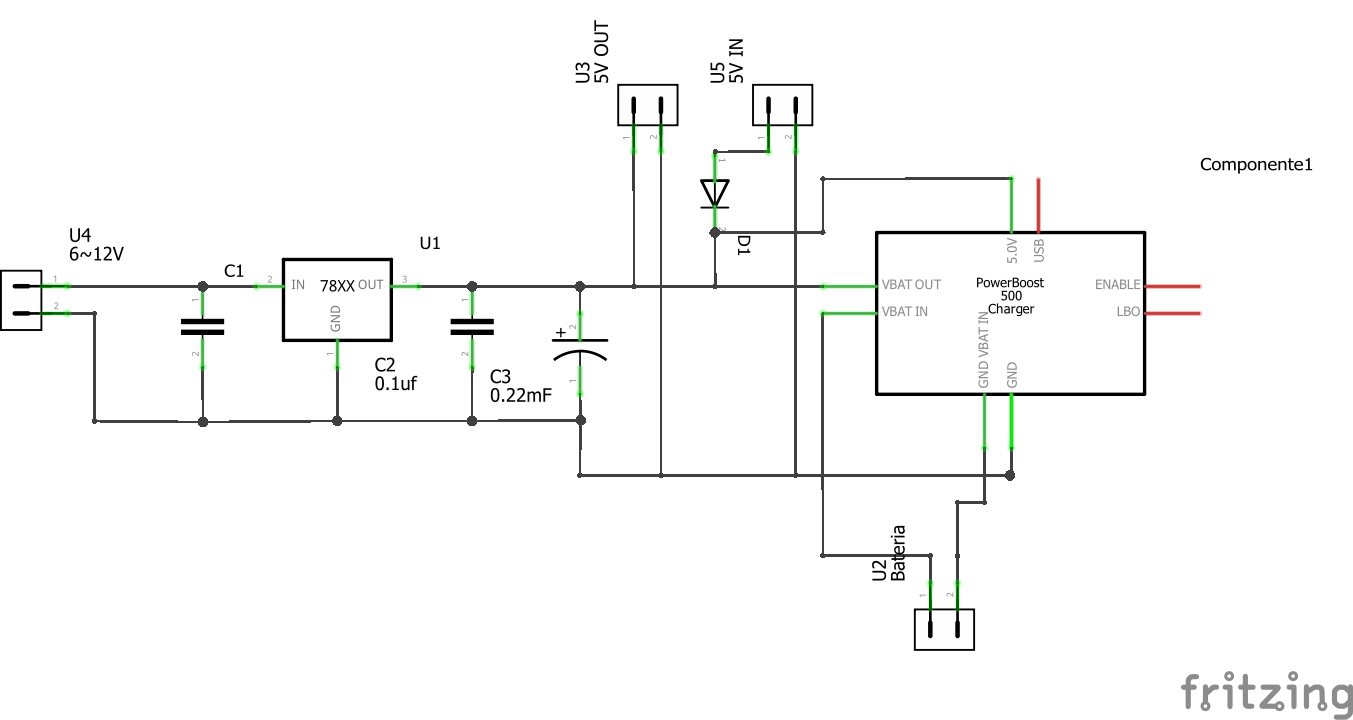 U3
5V OUT
1
2
U5
5V IN
1
2
Componente1
U4
6~12V
1
2
C1
1
2
U1
2
IN
78XX
OUT
3
GND
1
C2
0.1uf
1
2
C3
0.22mF
+
2
1
1
2
D1
5.0V
USB
VBAT OUT
VBAT IN
PowerBoost
500
Charger
ENABLE
LBO
GND VBAT IN
GND
U2
Bateria
1
2
fritzing